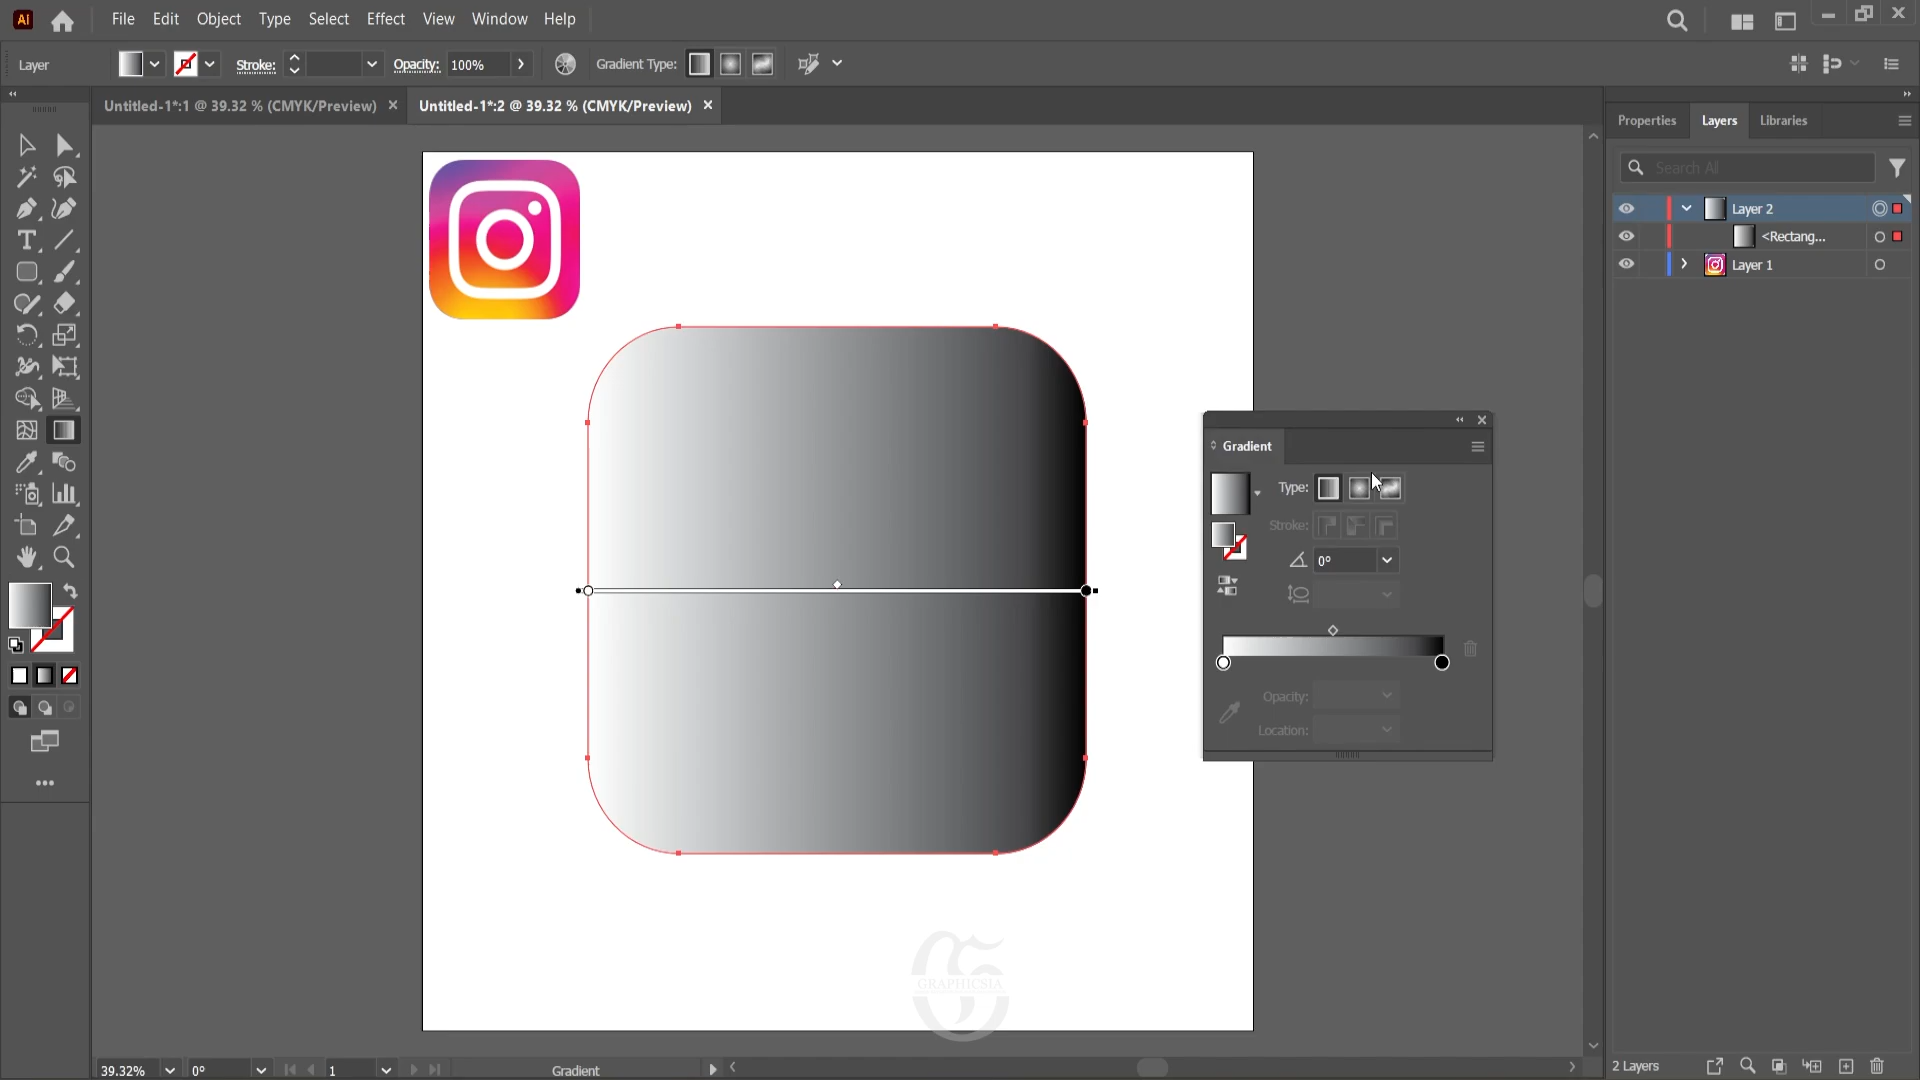 Ai File Edit Object Type Select Effect View Window Help
Layer Stroke: Opacity: 100% Gradient Type:
Untitled-1*:1 @ 39.32 % (CMYK/Preview) Untitled-1*:2 @ 39.32 % (CMYK/Preview)
Properties Layers Libraries
Search All
Layer 2
<Rectang...
Layer 1
Gradient
Type:
Stroke:
0°
Opacity:
Location:
GRAPHICSIA
39.32% 0° 1 Gradient
2 Layers